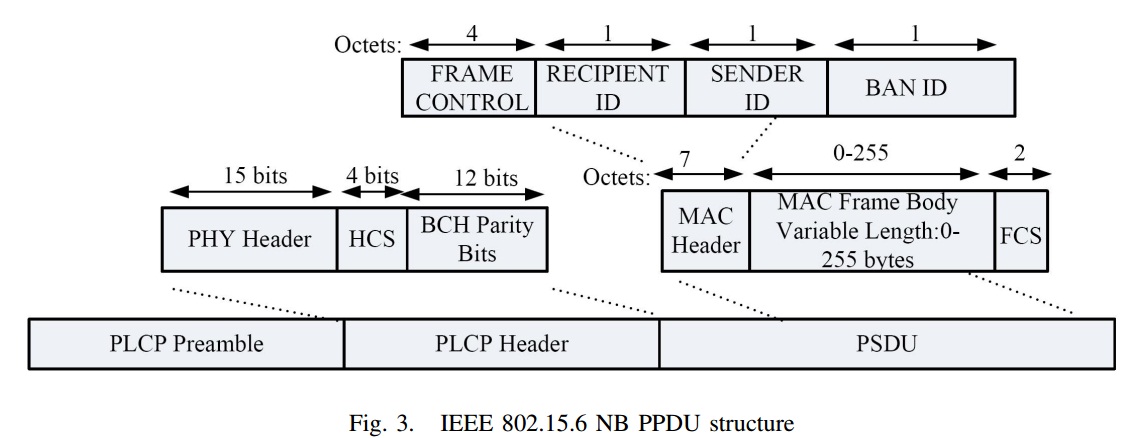 Octets: 4 1 1 1
FRAME CONTROL RECIPIENT ID SENDER ID BAN ID
Octets: 7 0-255 2
MAC Header MAC Frame Body Variable Length:0-255 bytes FCS
15 bits 4 bits 12 bits
PHY Header HCS BCH Parity Bits
PLCP Preamble PLCP Header PSDU
Fig. 3. IEEE 802.15.6 NB PPDU structure